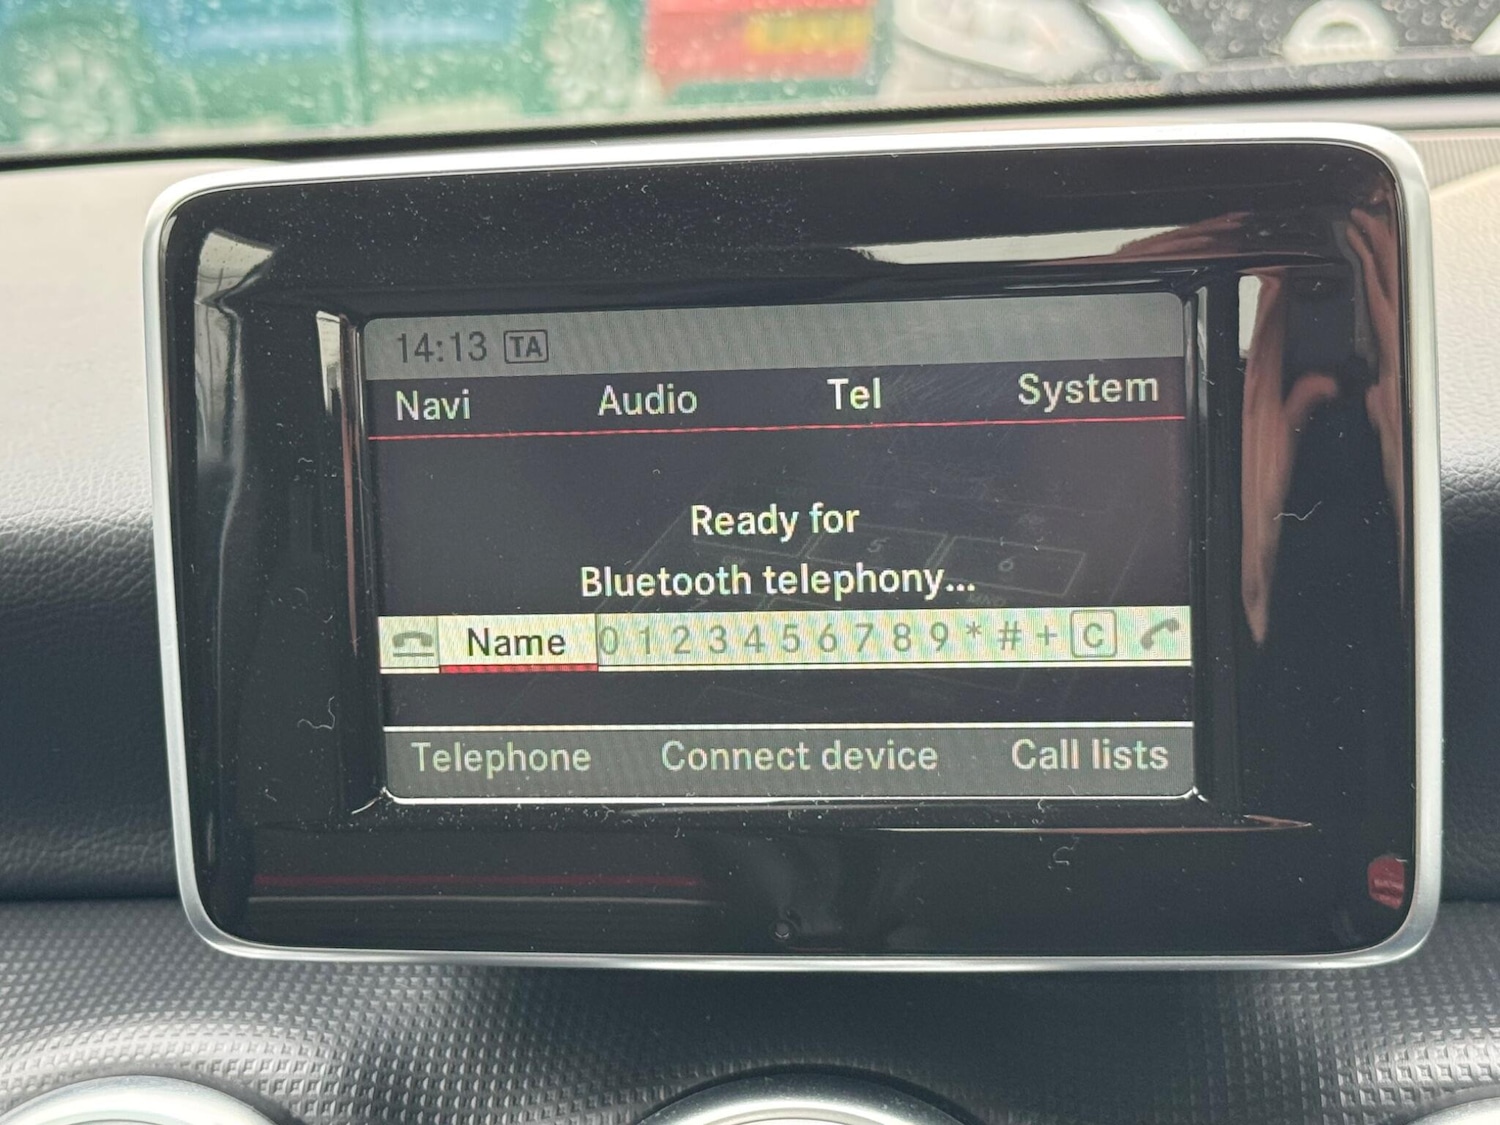 14:13 TA
Navi Audio Tel System
Ready for
Bluetooth telephony...
Name 0 1 2 3 4 5 6 7 8 9 * # + C
Telephone Connect device Call lists